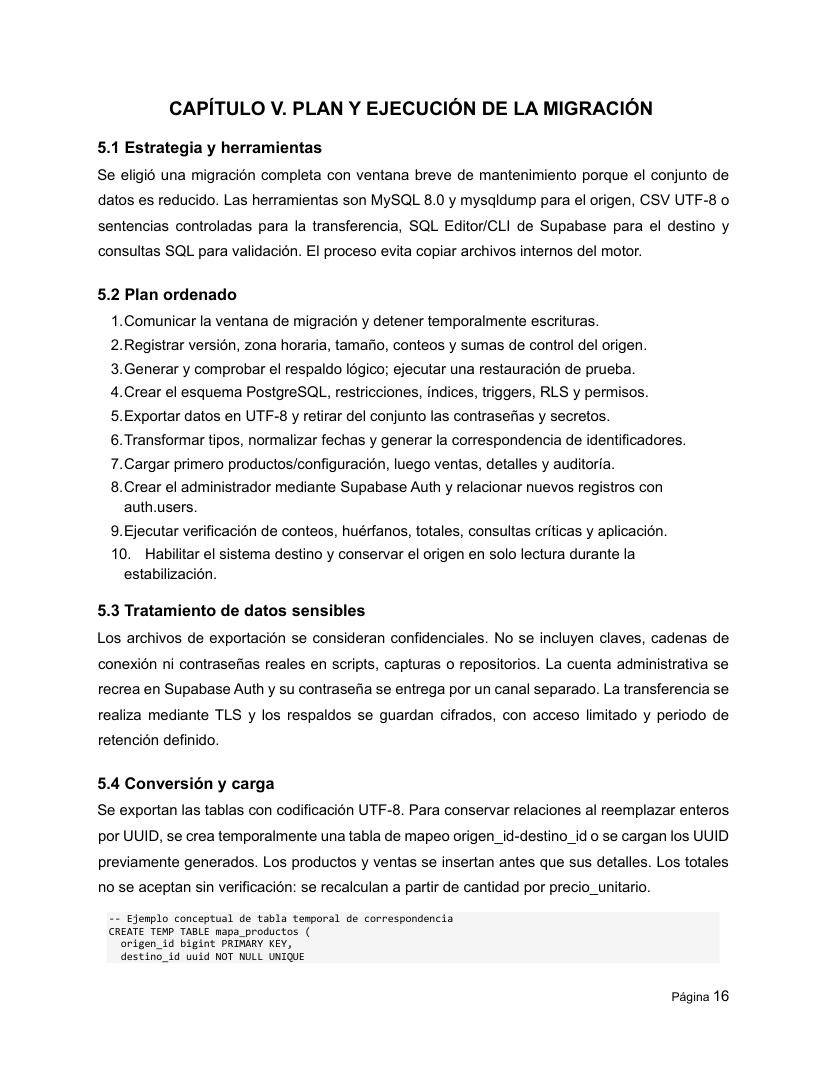 CAPÍTULO V. PLAN Y EJECUCIÓN DE LA MIGRACIÓN
5.1 Estrategia y herramientas
Se eligió una migración completa con ventana breve de mantenimiento porque el conjunto de
datos es reducido. Las herramientas son MySQL 8.0 y mysqldump para el origen, CSV UTF-8 o
sentencias controladas para la transferencia, SQL Editor/CLI de Supabase para el destino y
consultas SQL para validación. El proceso evita copiar archivos internos del motor.
5.2 Plan ordenado
1.Comunicar la ventana de migración y detener temporalmente escrituras.
2.Registrar versión, zona horaria, tamaño, conteos y sumas de control del origen.
3.Generar y comprobar el respaldo lógico; ejecutar una restauración de prueba.
4.Crear el esquema PostgreSQL, restricciones, índices, triggers, RLS y permisos.
5.Exportar datos en UTF-8 y retirar del conjunto las contraseñas y secretos.
6.Transformar tipos, normalizar fechas y generar la correspondencia de identificadores.
7.Cargar primero productos/configuración, luego ventas, detalles y auditoría.
8.Crear el administrador mediante Supabase Auth y relacionar nuevos registros con
auth.users.
9.Ejecutar verificación de conteos, huérfanos, totales, consultas críticas y aplicación.
10. Habilitar el sistema destino y conservar el origen en solo lectura durante la
estabilización.
5.3 Tratamiento de datos sensibles
Los archivos de exportación se consideran confidenciales. No se incluyen claves, cadenas de
conexión ni contraseñas reales en scripts, capturas o repositorios. La cuenta administrativa se
recrea en Supabase Auth y su contraseña se entrega por un canal separado. La transferencia se
realiza mediante TLS y los respaldos se guardan cifrados, con acceso limitado y periodo de
retención definido.
5.4 Conversión y carga
Se exportan las tablas con codificación UTF-8. Para conservar relaciones al reemplazar enteros
por UUID, se crea temporalmente una tabla de mapeo origen_id-destino_id o se cargan los UUID
previamente generados. Los productos y ventas se insertan antes que sus detalles. Los totales
no se aceptan sin verificación: se recalculan a partir de cantidad por precio_unitario.
-- Ejemplo conceptual de tabla temporal de correspondencia
CREATE TEMP TABLE mapa_productos (
  origen_id bigint PRIMARY KEY,
  destino_id uuid NOT NULL UNIQUE
Página 16